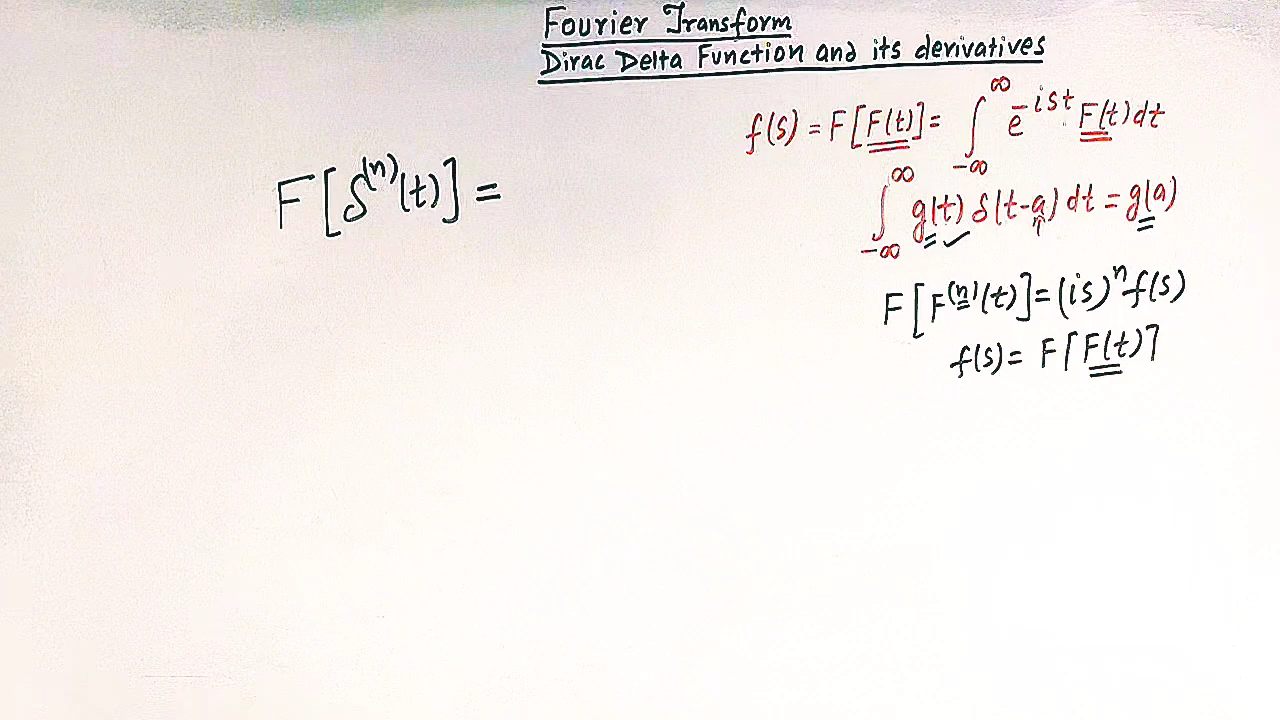 Fourier Transform
Dirac Delta Function and its derivatives
f(s) = F[F(t)] = ∫_{-∞}^{∞} e^{-ist} F(t) dt
F[δ^{(n)}(t)] =
∫_{-∞}^{∞} g(t) δ(t-a) dt = g(a)
F[F^{(n)}(t)] = (is)^n f(s)
f(s) = F[F(t)]